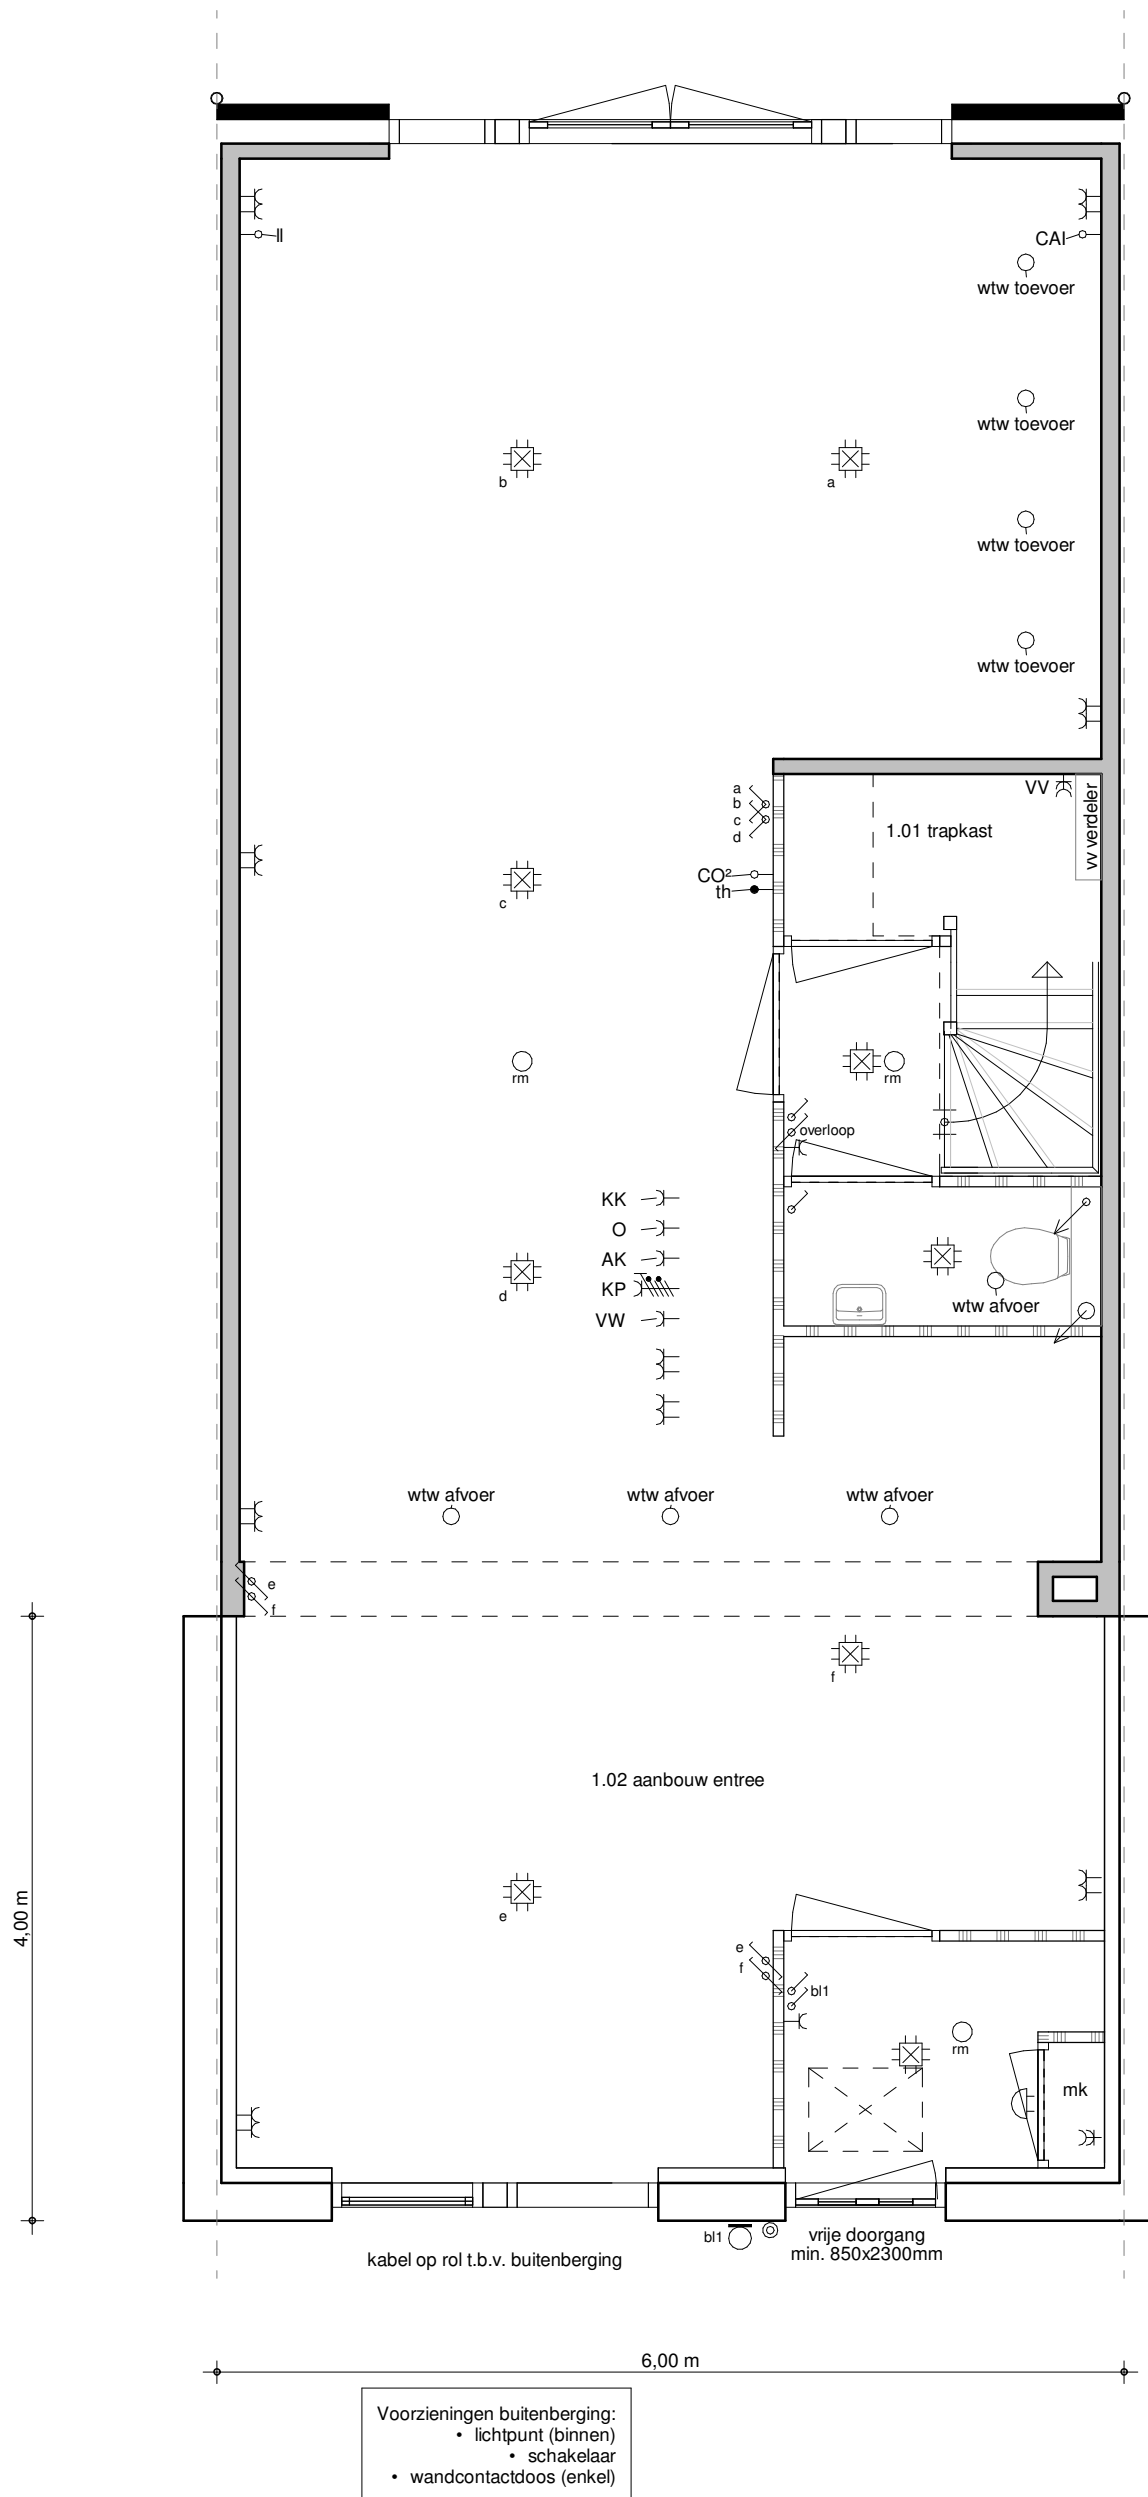 II
CAI
wtw toevoer
wtw toevoer
b
a
wtw toevoer
wtw toevoer
a
b
c
d
VV
vv verdeler
1.01 trapkast
CO²
th
c
rm
rm
overloop
KK
O
AK
KP
VW
d
wtw afvoer
wtw afvoer
wtw afvoer
wtw afvoer
e
f
f
1.02 aanbouw entree
4,00 m
e
e
f
bl1
rm
mk
bl1
vrije doorgang
min. 850x2300mm
kabel op rol t.b.v. buitenberging
6,00 m
Voorzieningen buitenberging:
• lichtpunt (binnen)
• schakelaar
• wandcontactdoos (enkel)